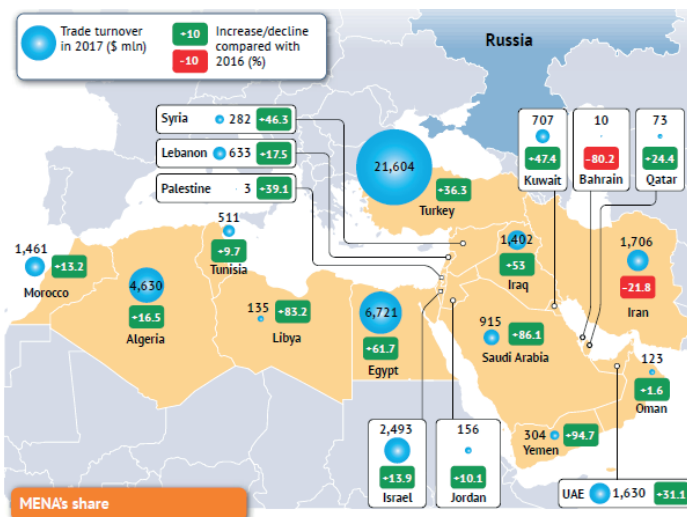 Trade turnover
in 2017 ($ mln)
+10
-10
Increase/decline
compared with
2016 (%)
Russia
Syria 282 +46.3
Lebanon 633 +17.5
Palestine 3 +39.1
21,604
+36.3
Turkey
707
+47.4
Kuwait
10
-80.2
Bahrain
73
+24.4
Qatar
1,461
+13.2
Morocco
4,630
+16.5
Algeria
511
+9.7
Tunisia
135 +83.2
Libya
6,721
+61.7
Egypt
1,402
+53
Iraq
1,706
-21.8
Iran
915 +86.1
Saudi Arabia
123
+1.6
Oman
304 +94.7
Yemen
2,493
+13.9
Israel
156
+10.1
Jordan
UAE 1,630 +31.1
MENA's share